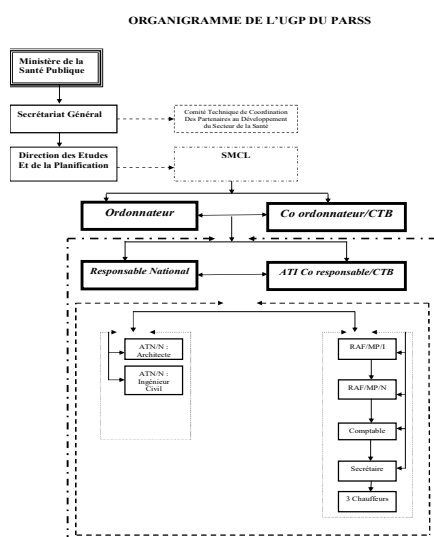 ORGANIGRAMME DE L'UGP DU PARSS
Ministère de la
Santé Publique
Secrétariat Général
Comité Technique de Coordination
Des Partenaires au Développement
du Secteur de la Santé
Direction des Etudes
Et de la Planification
SMCL
Ordonnateur
Co ordonnateur/CTB
Responsable National
ATI Co responsable/CTB
ATN/N :
Architecte
ATN/N :
Ingénieur
Civil
RAF/MP/I
RAF/MP/N
Comptable
Secrétaire
3 Chauffeurs